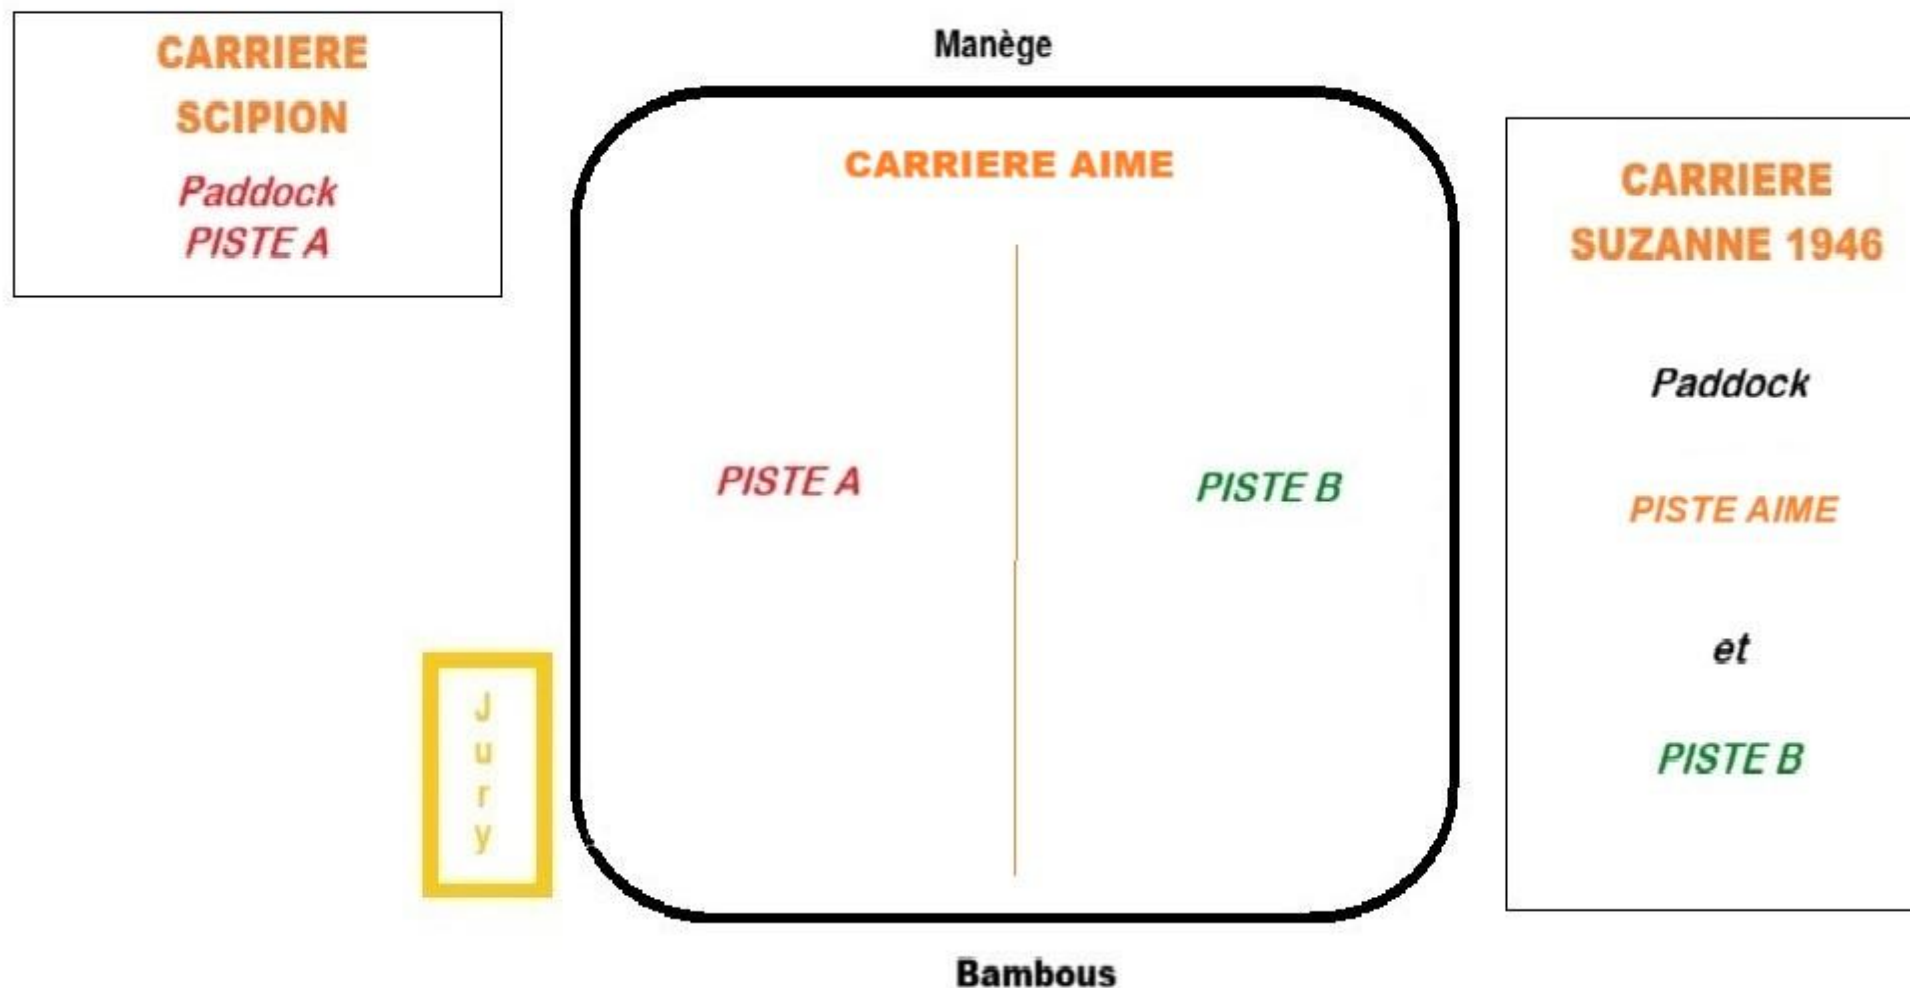 CARRIERE
SCIPION
Paddock
PISTE A
Manège
CARRIERE AIME
PISTE A
PISTE B
CARRIERE
SUZANNE 1946
Paddock
PISTE AIME
et
PISTE B
J
u
r
y
Bambous